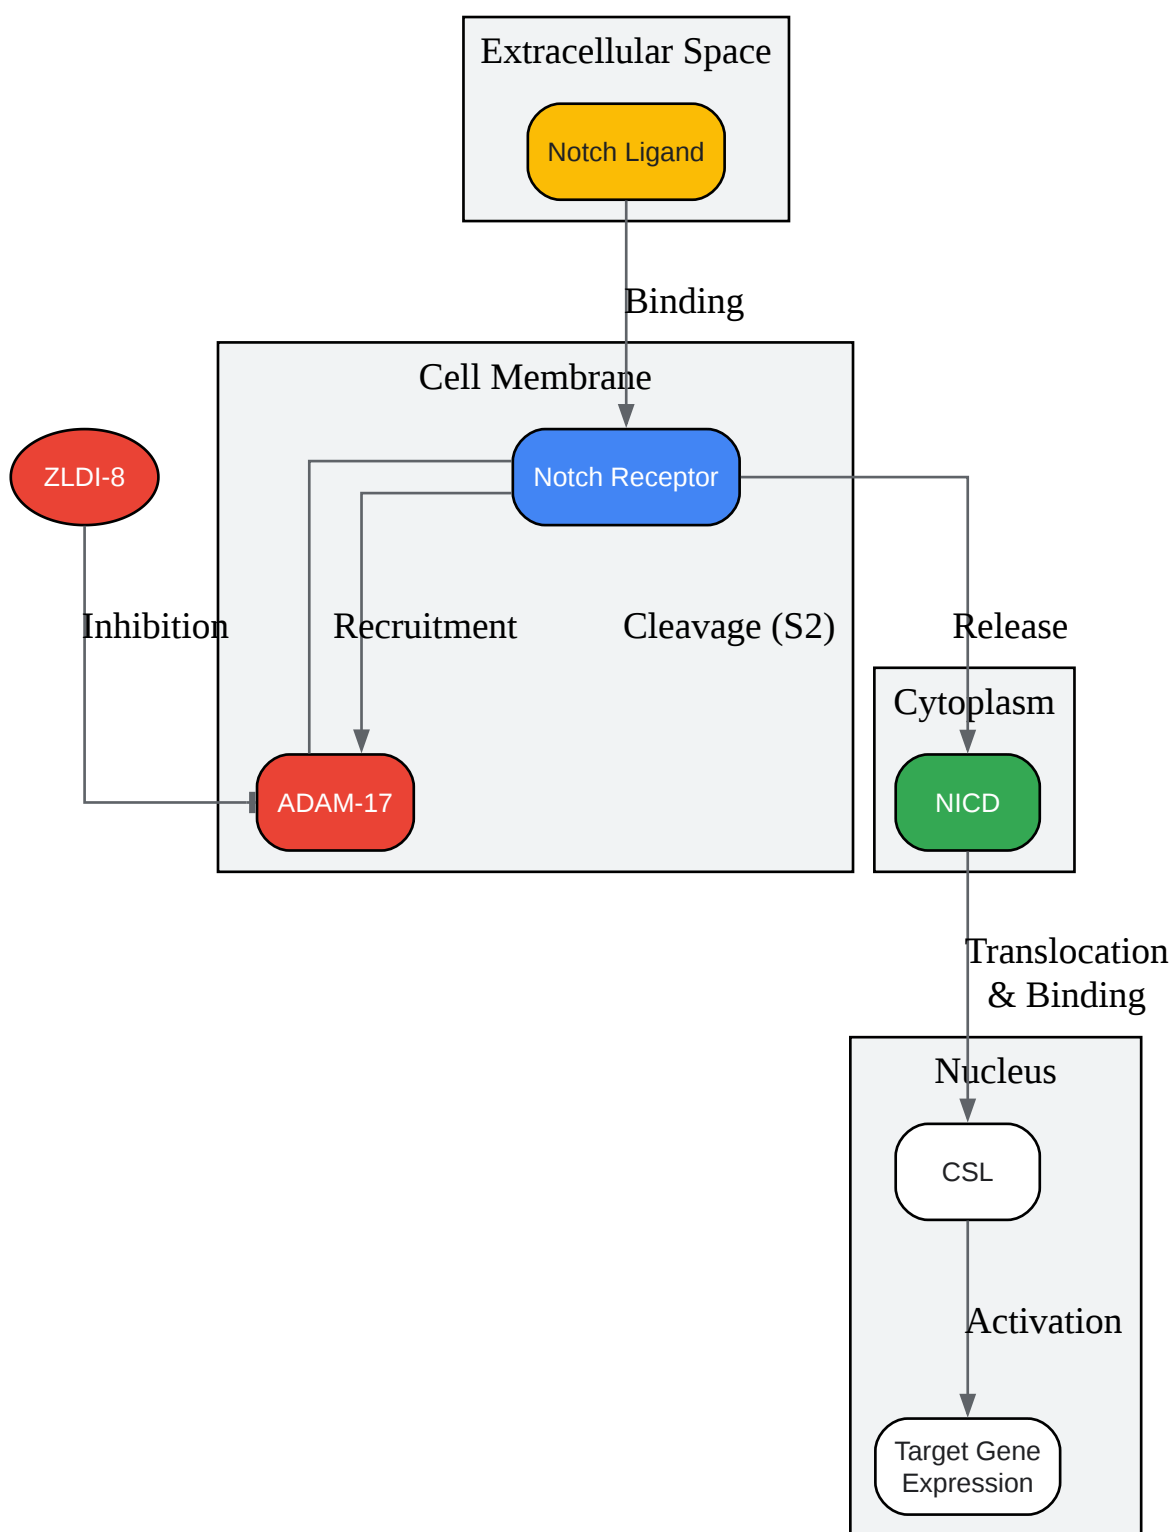 Extracellular Space
Notch Ligand
Binding
Cell Membrane
ZLDI-8
Notch Receptor
Inhibition
Recruitment
Cleavage (S2)
Release
Cytoplasm
ADAM-17
NICD
Translocation
& Binding
Nucleus
CSL
Activation
Target Gene
Expression